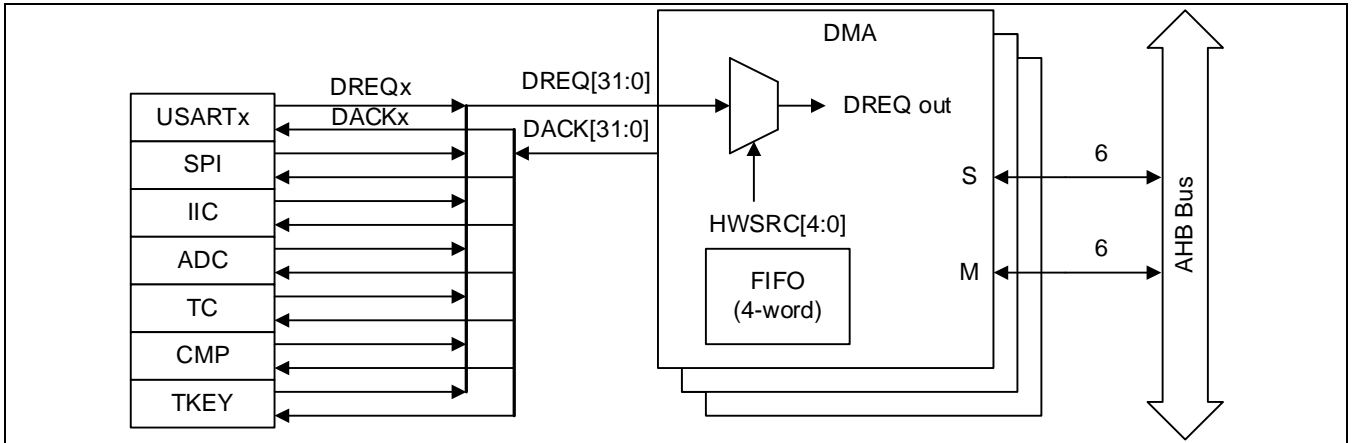 USARTx
SPI
IIC
ADC
TC
CMP
TKEY
DREQx
DACKx
DREQ[31:0]
DACK[31:0]
DMA
DREQ out
HWSRC[4:0]
FIFO
(4-word)
S
M
6
6
AHB Bus